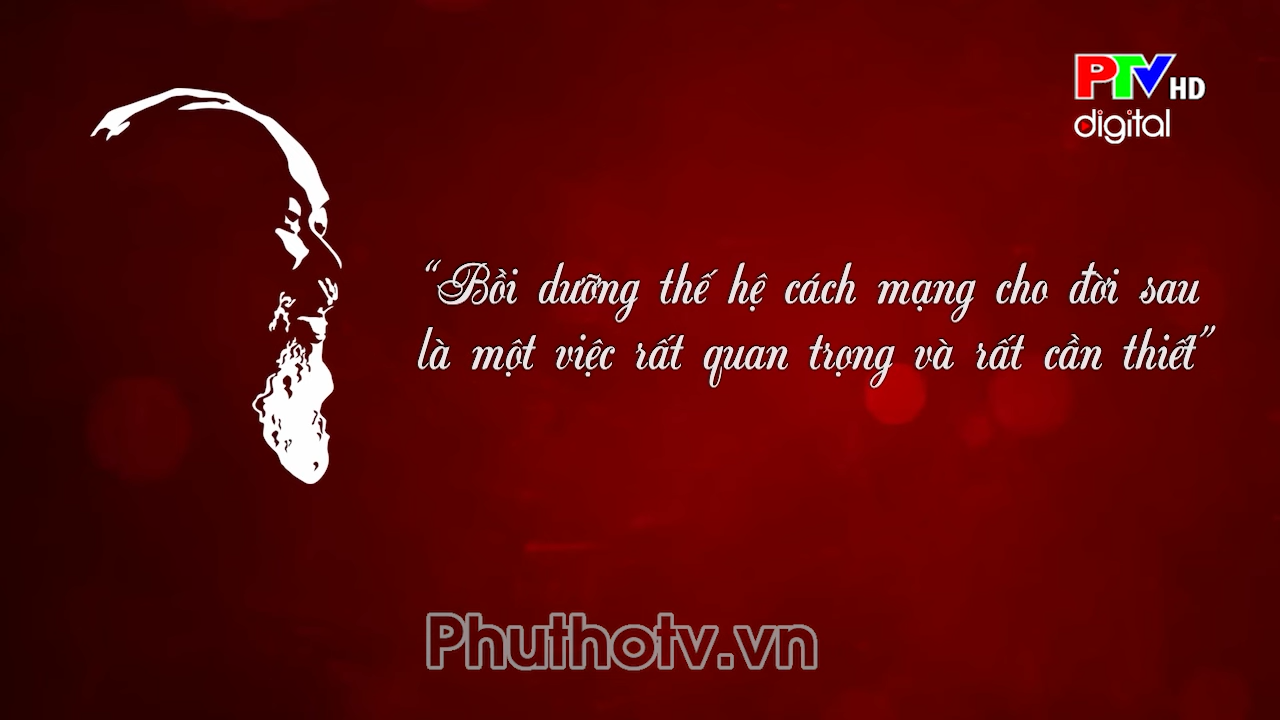 PTV HD
digital
“Bồi dưỡng thế hệ cách mạng cho đời sau
là một việc rất quan trọng và rất cần thiết”
Phuthotv.vn